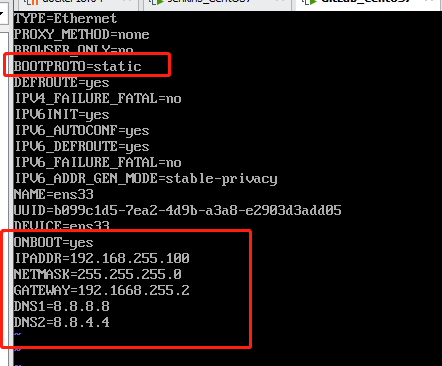 Jenkins_CentOS7
GitLab_CentOS7
TYPE=Ethernet
PROXY_METHOD=none
BROWSER_ONLY=no
BOOTPROTO=static
DEFROUTE=yes
IPV4_FAILURE_FATAL=no
IPV6INIT=yes
IPV6_AUTOCONF=yes
IPV6_DEFROUTE=yes
IPV6_FAILURE_FATAL=no
IPV6_ADDR_GEN_MODE=stable-privacy
NAME=ens33
UUID=b099c1d5-7ea2-4d9b-a3a8-e2903d3add05
DEVICE=ens33
ONBOOT=yes
IPADDR=192.168.255.100
NETMASK=255.255.255.0
GATEWAY=192.1668.255.2
DNS1=8.8.8.8
DNS2=8.8.4.4
~
~
~